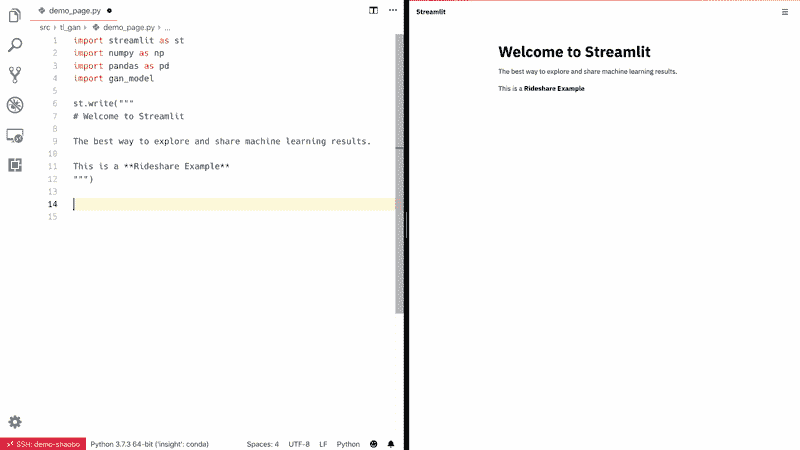 demo_page.py
src › tl_gan › demo_page.py › ...
1 import streamlit as st
2 import numpy as np
3 import pandas as pd
4 import gan_model
5
6 st.write("""
7 # Welcome to Streamlit
8
9 The best way to explore and share machine learning results.
10
11 This is a **Rideshare Example**
12 """)
13
14
15
SSH: demo-shaobo Python 3.7.3 64-bit ('insight': conda) Spaces: 4 UTF-8 LF Python
Streamlit
Welcome to Streamlit
The best way to explore and share machine learning results.
This is a Rideshare Example